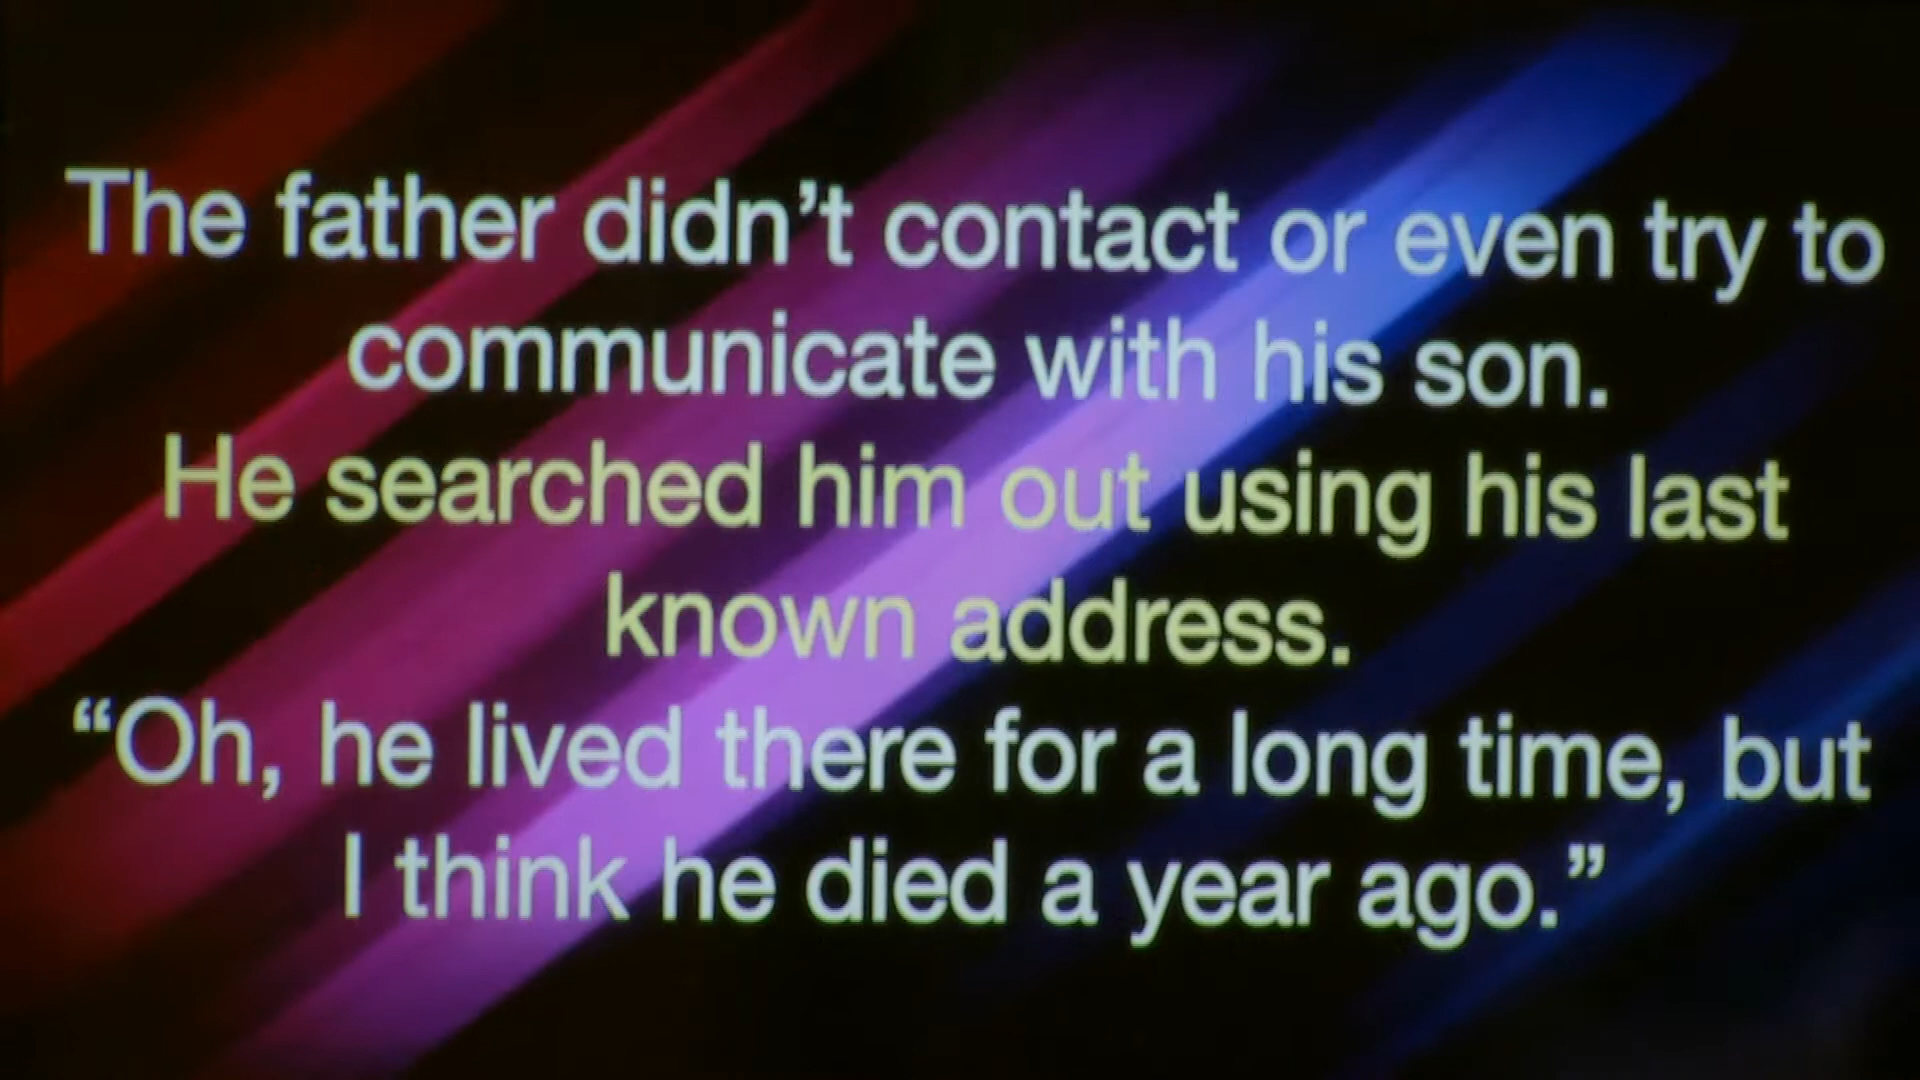 The father didn’t contact or even try to
communicate with his son.
He searched him out using his last
known address.
“Oh, he lived there for a long time, but
I think he died a year ago.”